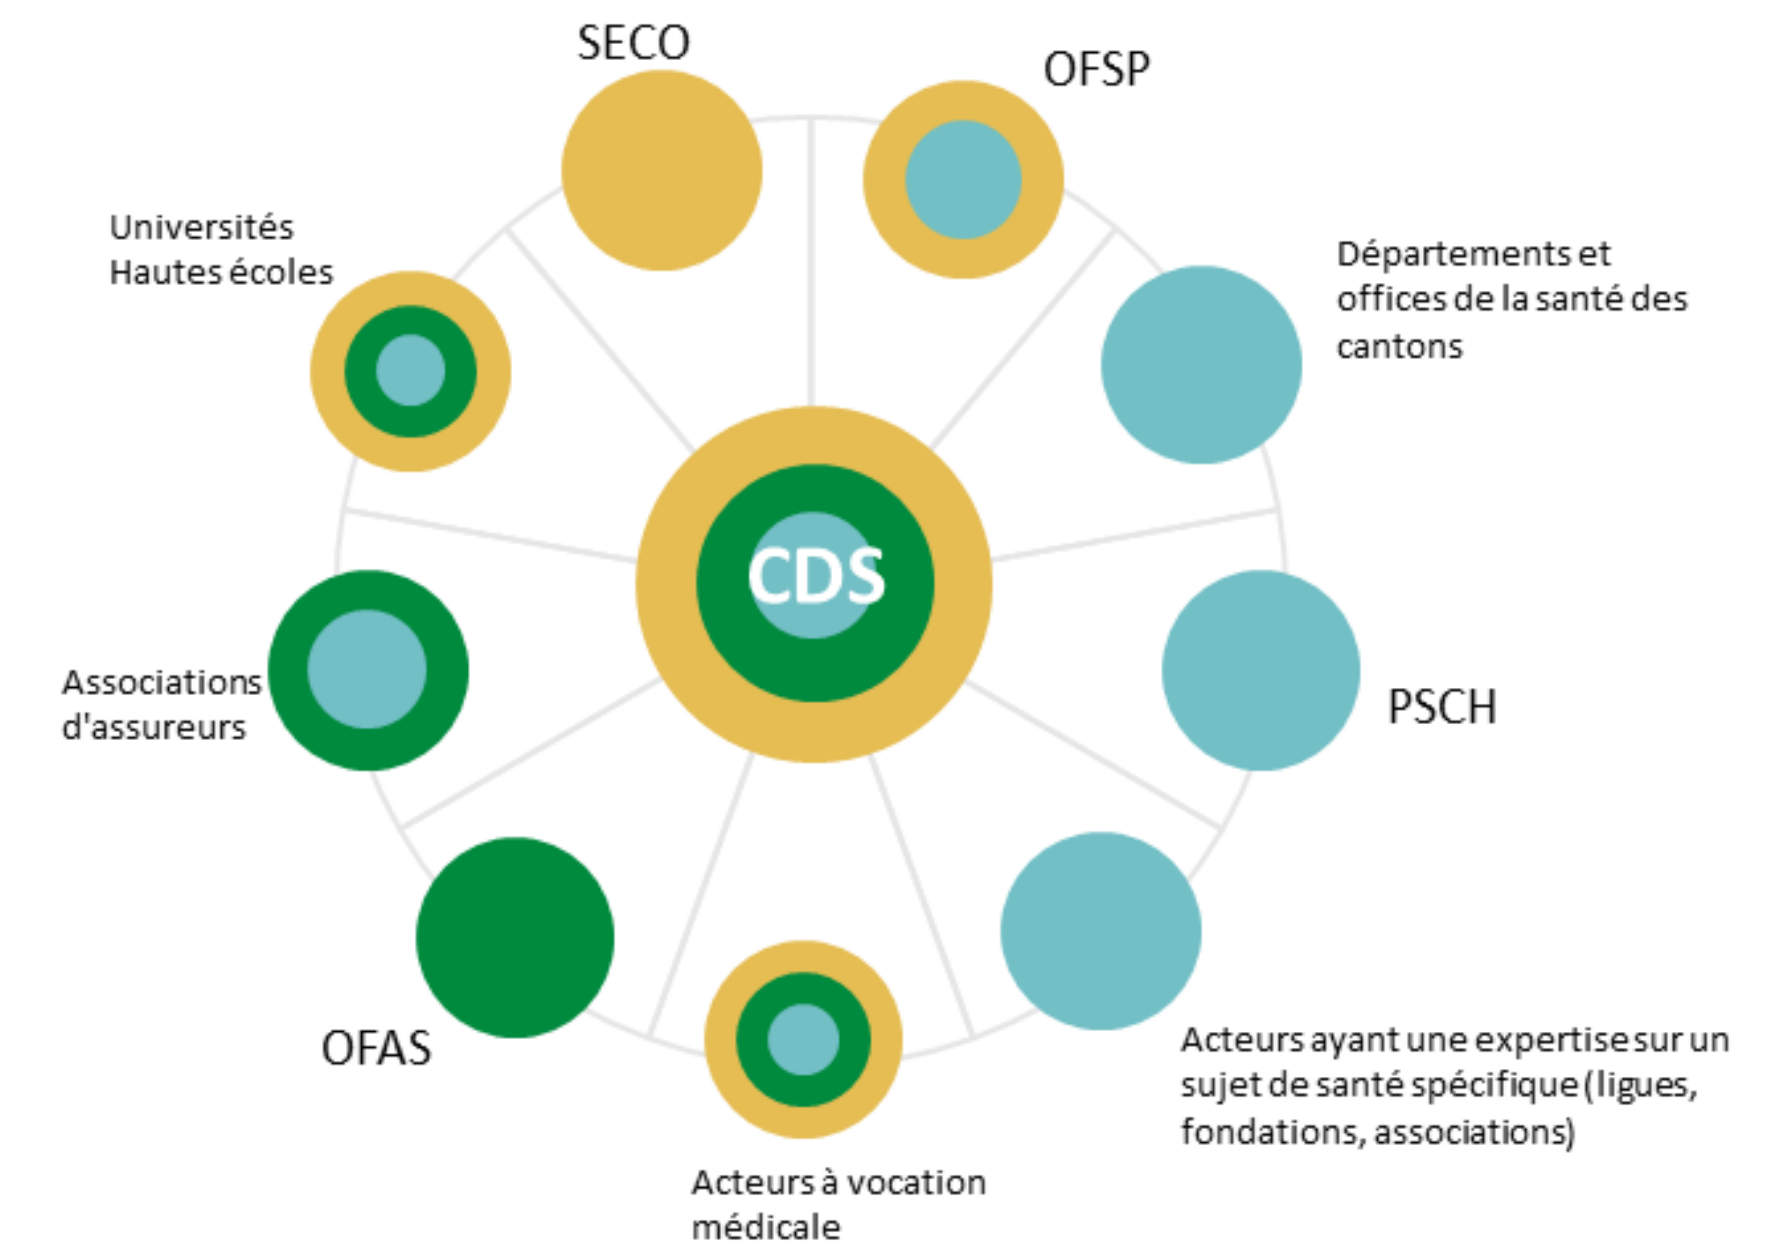 SECO
OFSP
Universités
Hautes écoles
Départements et
offices de la santé des
cantons
CDS
Associations
d'assureurs
PSCH
OFAS
Acteurs ayant une expertise sur un
sujet de santé spécifique (ligues,
fondations, associations)
Acteurs à vocation
médicale